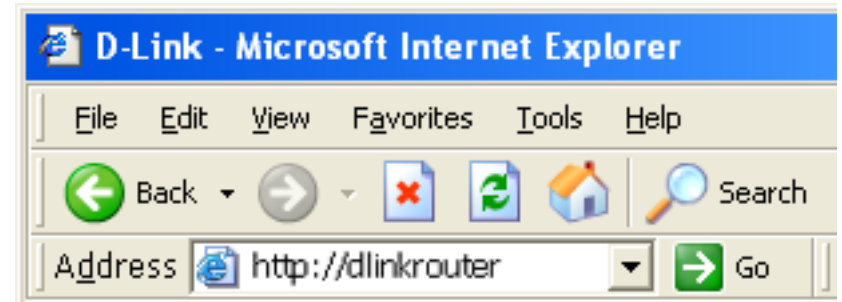 D-Link - Microsoft Internet Explorer
File Edit View Favorites Tools Help
Back Search
Address http://dlinkrouter Go